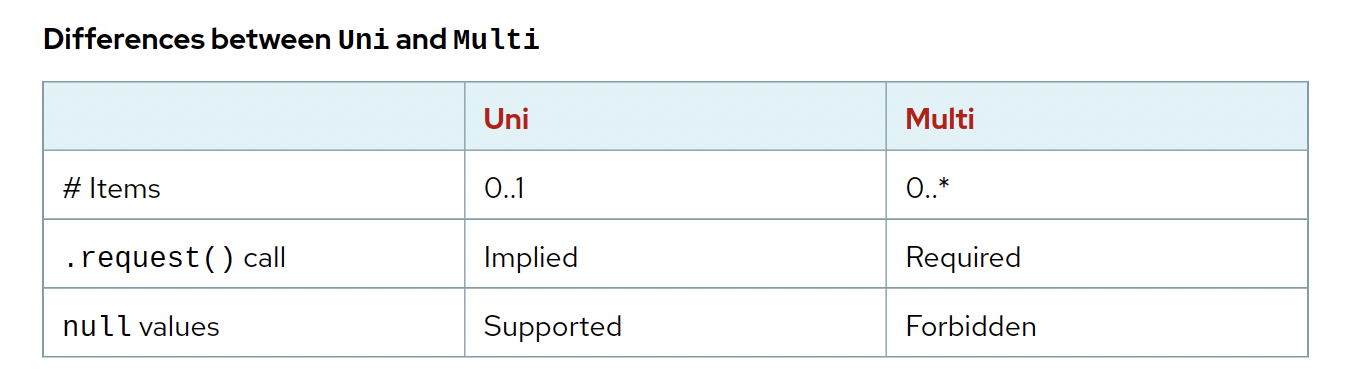 Differences between Uni and Multi
Uni Multi
# Items 0..1 0..*
.request() call Implied Required
null values Supported Forbidden